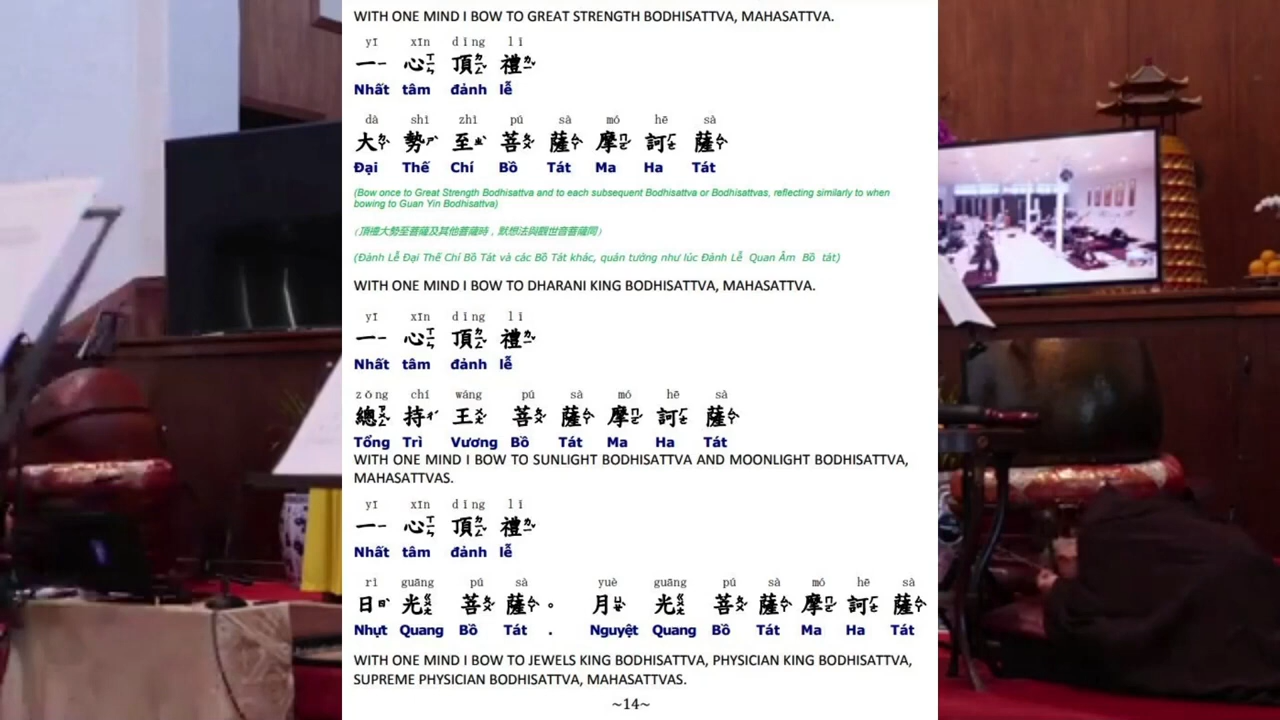 WITH ONE MIND I BOW TO GREAT STRENGTH BODHISATTVA, MAHASATTVA.
yī xīn dǐng lǐ
一 心 頂 禮
Nhất tâm đảnh lễ
dà shì zhì pú sà mó hē sà
大 勢 至 菩 薩 摩 訶 薩
Đại Thế Chí Bồ Tát Ma Ha Tát
(Bow once to Great Strength Bodhisattva and to each subsequent Bodhisattva or Bodhisattvas, reflecting similarly to when
bowing to Guan Yin Bodhisattva)
(頂禮大勢至菩薩及其他菩薩時，默想法與觀世音菩薩同)
(Đảnh Lễ Đại Thế Chí Bồ Tát và các Bồ Tát khác, quán tưởng như lúc Đảnh Lễ Quan Âm Bồ tát)
WITH ONE MIND I BOW TO DHARANI KING BODHISATTVA, MAHASATTVA.
yī xīn dǐng lǐ
一 心 頂 禮
Nhất tâm đảnh lễ
zǒng chí wáng pú sà mó hē sà
總 持 王 菩 薩 摩 訶 薩
Tổng Trì Vương Bồ Tát Ma Ha Tát
WITH ONE MIND I BOW TO SUNLIGHT BODHISATTVA AND MOONLIGHT BODHISATTVA,
MAHASATTVAS.
yī xīn dǐng lǐ
一 心 頂 禮
Nhất tâm đảnh lễ
rì guāng pú sà yuè guāng pú sà mó hē sà
日 光 菩 薩 。 月 光 菩 薩 摩 訶 薩
Nhựt Quang Bồ Tát . Nguyệt Quang Bồ Tát Ma Ha Tát
WITH ONE MIND I BOW TO JEWELS KING BODHISATTVA, PHYSICIAN KING BODHISATTVA,
SUPREME PHYSICIAN BODHISATTVA, MAHASATTVAS.
~14~